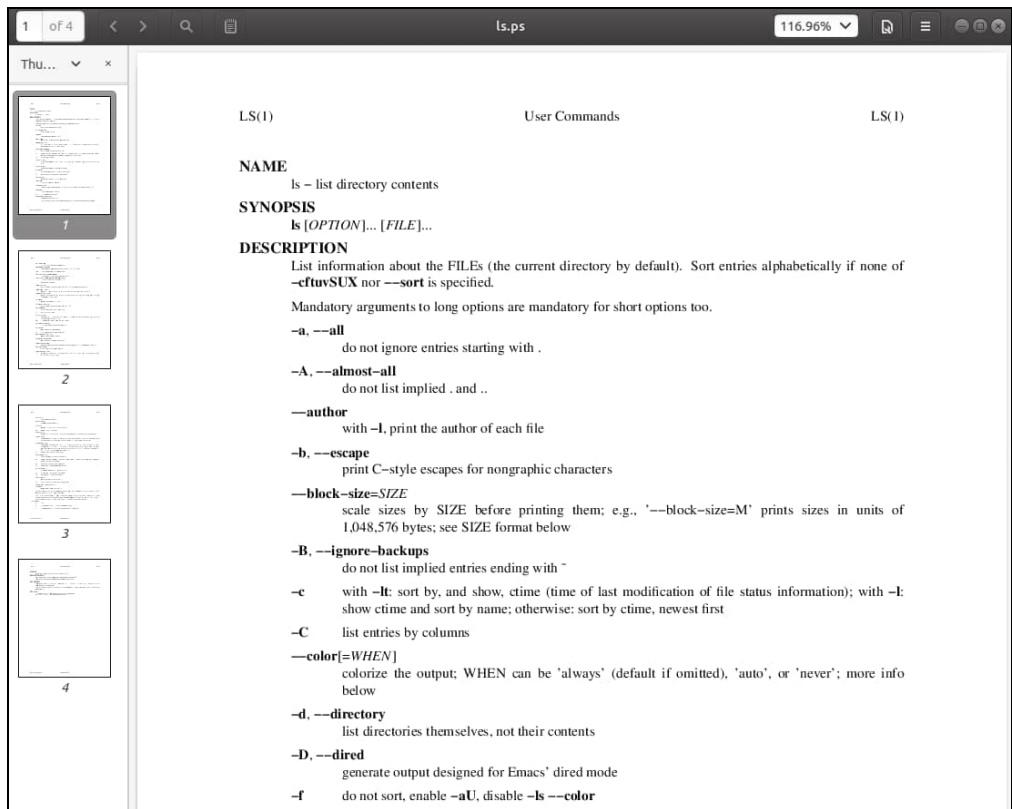 1 of 4 ls.ps 116.96%
Thu...
1
2
3
4
LS(1) User Commands LS(1)
NAME
ls – list directory contents
SYNOPSIS
ls [OPTION]... [FILE]...
DESCRIPTION
List information about the FILEs (the current directory by default). Sort entries alphabetically if none of
–cftuvSUX nor ––sort is specified.
Mandatory arguments to long options are mandatory for short options too.
–a, ––all
do not ignore entries starting with .
–A, ––almost–all
do not list implied . and ..
––author
with –l, print the author of each file
–b, ––escape
print C–style escapes for nongraphic characters
––block–size=SIZE
scale sizes by SIZE before printing them; e.g., '––block–size=M' prints sizes in units of
1,048,576 bytes; see SIZE format below
–B, ––ignore–backups
do not list implied entries ending with ~
–c with –lt: sort by, and show, ctime (time of last modification of file status information); with –l:
show ctime and sort by name; otherwise: sort by ctime, newest first
–C list entries by columns
––color[=WHEN]
colorize the output; WHEN can be 'always' (default if omitted), 'auto', or 'never'; more info
below
–d, ––directory
list directories themselves, not their contents
–D, ––dired
generate output designed for Emacs' dired mode
–f do not sort, enable –aU, disable –ls ––color